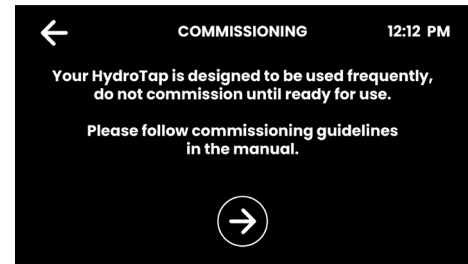 COMMISSIONING 12:12 PM
Your HydroTap is designed to be used frequently,
do not commission until ready for use.
Please follow commissioning guidelines
in the manual.